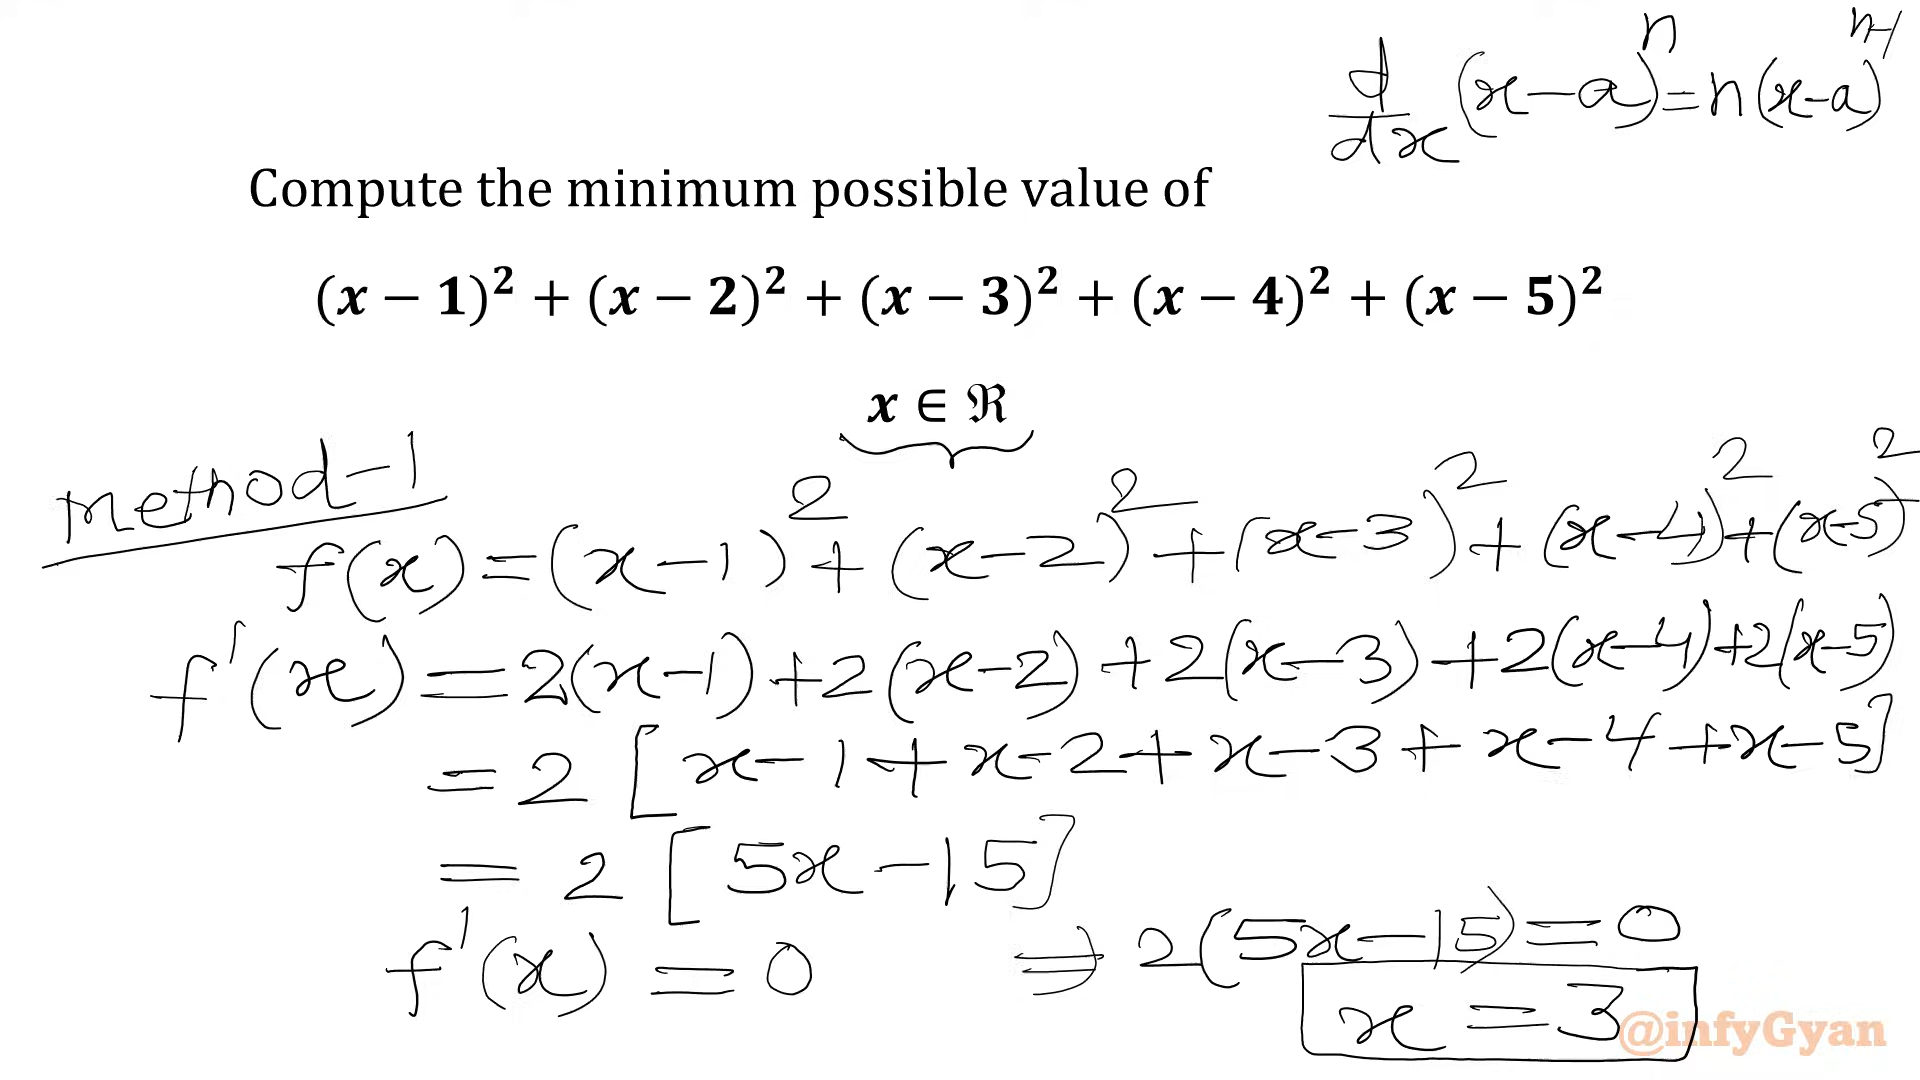 d/dx (x-a)^n = n(x-a)^n-1
Compute the minimum possible value of
(x − 1)² + (x − 2)² + (x − 3)² + (x − 4)² + (x − 5)²
x ∈ ℜ
method-1
f(x) = (x-1)² + (x-2)² + (x-3)² + (x-4)² + (x-5)²
f'(x) = 2(x-1) + 2(x-2) + 2(x-3) + 2(x-4) + 2(x-5)
= 2 [x-1 + x-2 + x-3 + x-4 + x-5]
= 2 [5x-15]
f'(x) = 0 ⇒ 2(5x-15) = 0
x = 3
@infyGyan